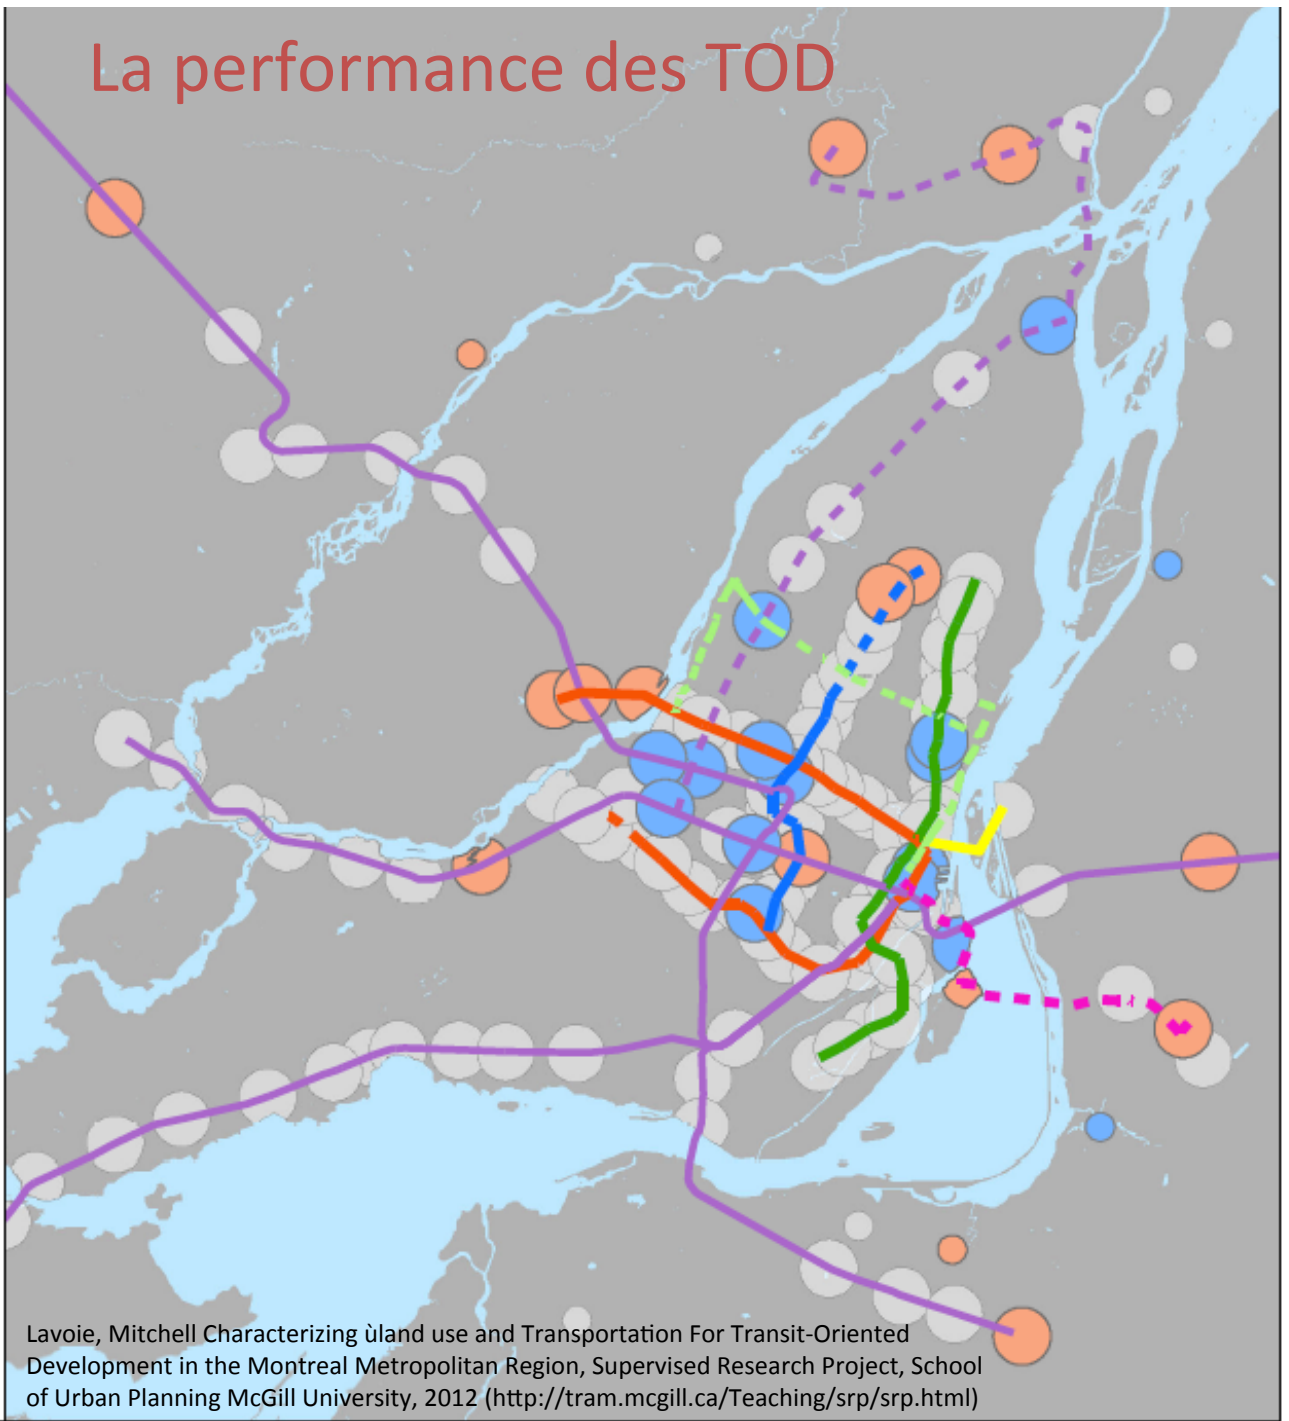 La performance des TOD
Lavoie, Mitchell Characterizing ùland use and Transportation For Transit-Oriented
Development in the Montreal Metropolitan Region, Supervised Research Project, School
of Urban Planning McGill University, 2012 (http://tram.mcgill.ca/Teaching/srp/srp.html)